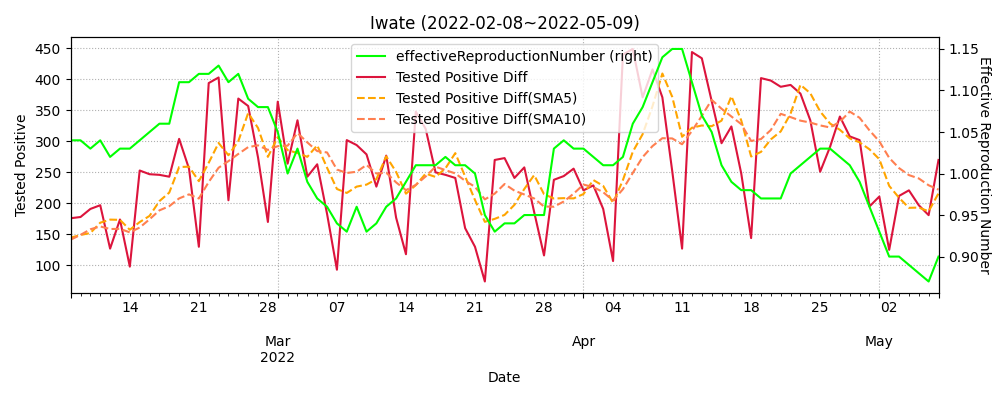 Iwate (2022-02-08~2022-05-09)
effectiveReproductionNumber (right)
Tested Positive Diff
Tested Positive Diff(SMA5)
Tested Positive Diff(SMA10)
Tested Positive
450
400
350
300
250
200
150
100
1.15
1.10
1.05
1.00
0.95
0.90
Effective Reproduction Number
14 21 28 07 14 21 28 04 11 18 25 02
Mar Apr May
2022
Date